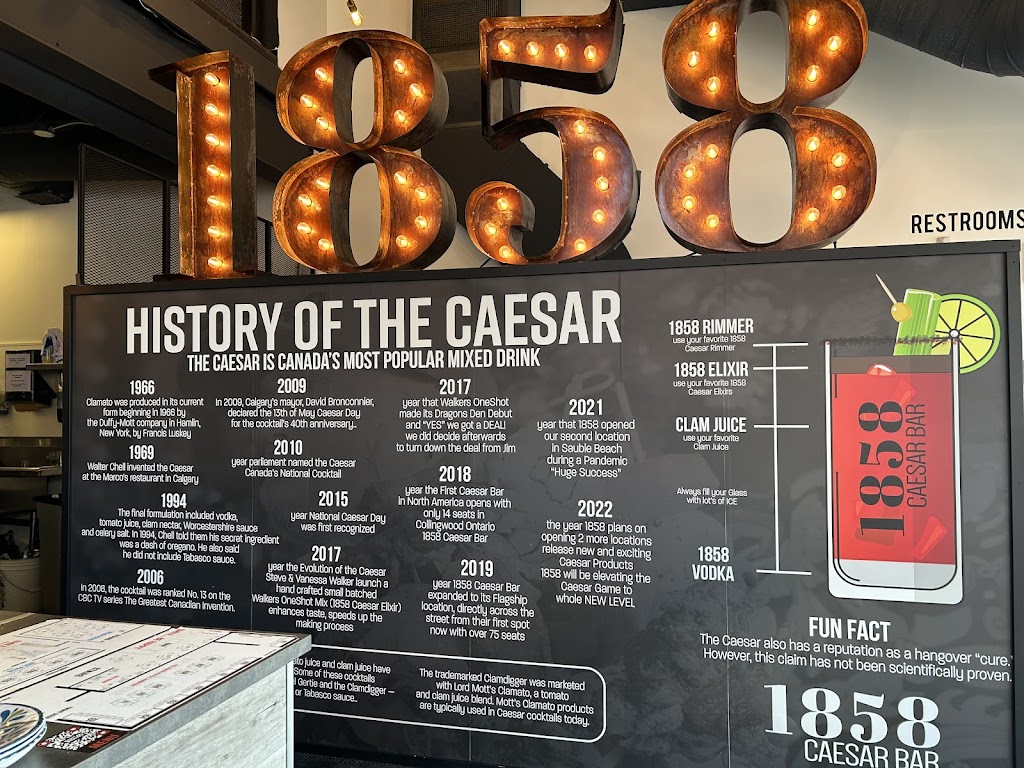 1858
RESTROOMS
HISTORY OF THE CAESAR
THE CAESAR IS CANADA'S MOST POPULAR MIXED DRINK
1966
Clamato was produced in its current
form beginning in 1966 by
the Duffy-Mott company in Hamlin,
New York, by Francis Luskey
1969
Walter Chell invented the Caesar
at the Marco's restaurant in Calgary
1994
The final formulation included vodka,
tomato juice, clam nectar, Worcestershire sauce
and celery salt. In 1994, Chell told them his secret ingredient
was a dash of oregano. He also said
he did not include Tabasco sauce.
2006
In 2006, the cocktail was ranked No. 13 on the
CBC TV series The Greatest Canadian Invention.
2009
In 2009, Calgary's mayor, David Bronconnier,
declared the 13th of May Caesar Day
for the cocktail's 40th anniversary..
2010
year parliament named the Caesar
Canada's National Cocktail
2015
year National Caesar Day
was first recognized
2017
year the Evolution of the Caesar
Steve & Vanessa Walker launch a
hand crafted small batched
Walkers OneShot Mix (1858 Caesar Elixir)
enhances taste, speeds up the
making process
2017
year that Walkers OneShot
made its Dragons Den Debut
and "YES" we got a DEAL!
we did decide afterwards
to turn down the deal from Jim
2018
year the First Caesar Bar
in North America opens with
only 14 seats in
Collingwood Ontario
1858 Caesar Bar
2019
year 1858 Caesar Bar
expanded to its Flagship
location, directly across the
street from their first spot
now with over 75 seats
2021
year that 1858 opened
our second location
in Sauble Beach
during a Pandemic
"Huge Success"
2022
the year 1858 plans on
opening 2 more locations
release new and exciting
Caesar Products
1858 will be elevating the
Caesar Game to
whole NEW LEVEL
1858 RIMMER
use your favorite 1858
Caesar Rimmer
1858 ELIXIR
use your favorite 1858
Caesar Elixirs
CLAM JUICE
use your favorite
Clam Juice
Always fill your Glass
with lot's of ICE
1858
VODKA
1858
CAESAR BAR
FUN FACT
The Caesar also has a reputation as a hangover "cure."
However, this claim has not been scientifically proven.
1858
CAESAR BAR
juice and clam juice have
Some of these cocktails
Gertie and the Clamdigger —
or Tabasco sauce..
The trademarked Clamdigger was marketed
with Lord Mott's Clamato, a tomato
and clam juice blend. Mott's Clamato products
are typically used in Caesar cocktails today.